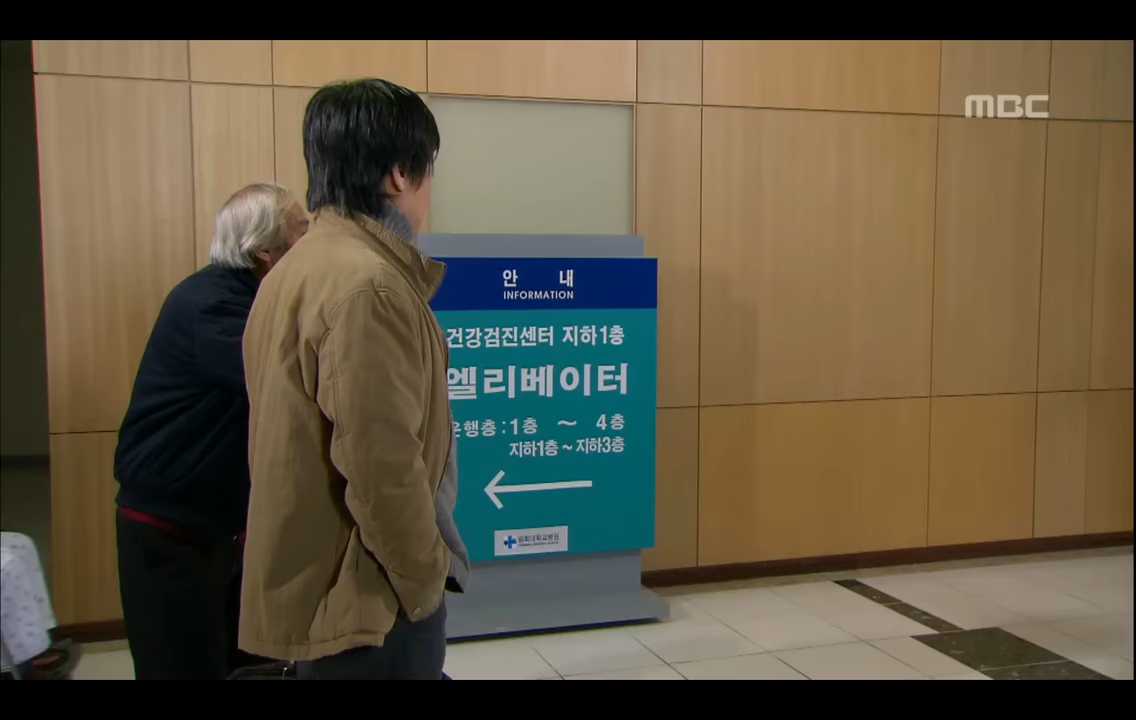 MBC
안 내
INFORMATION
건강검진센터 지하1층
엘리베이터
운행층 : 1층 ~ 4층
지하1층 ~ 지하3층